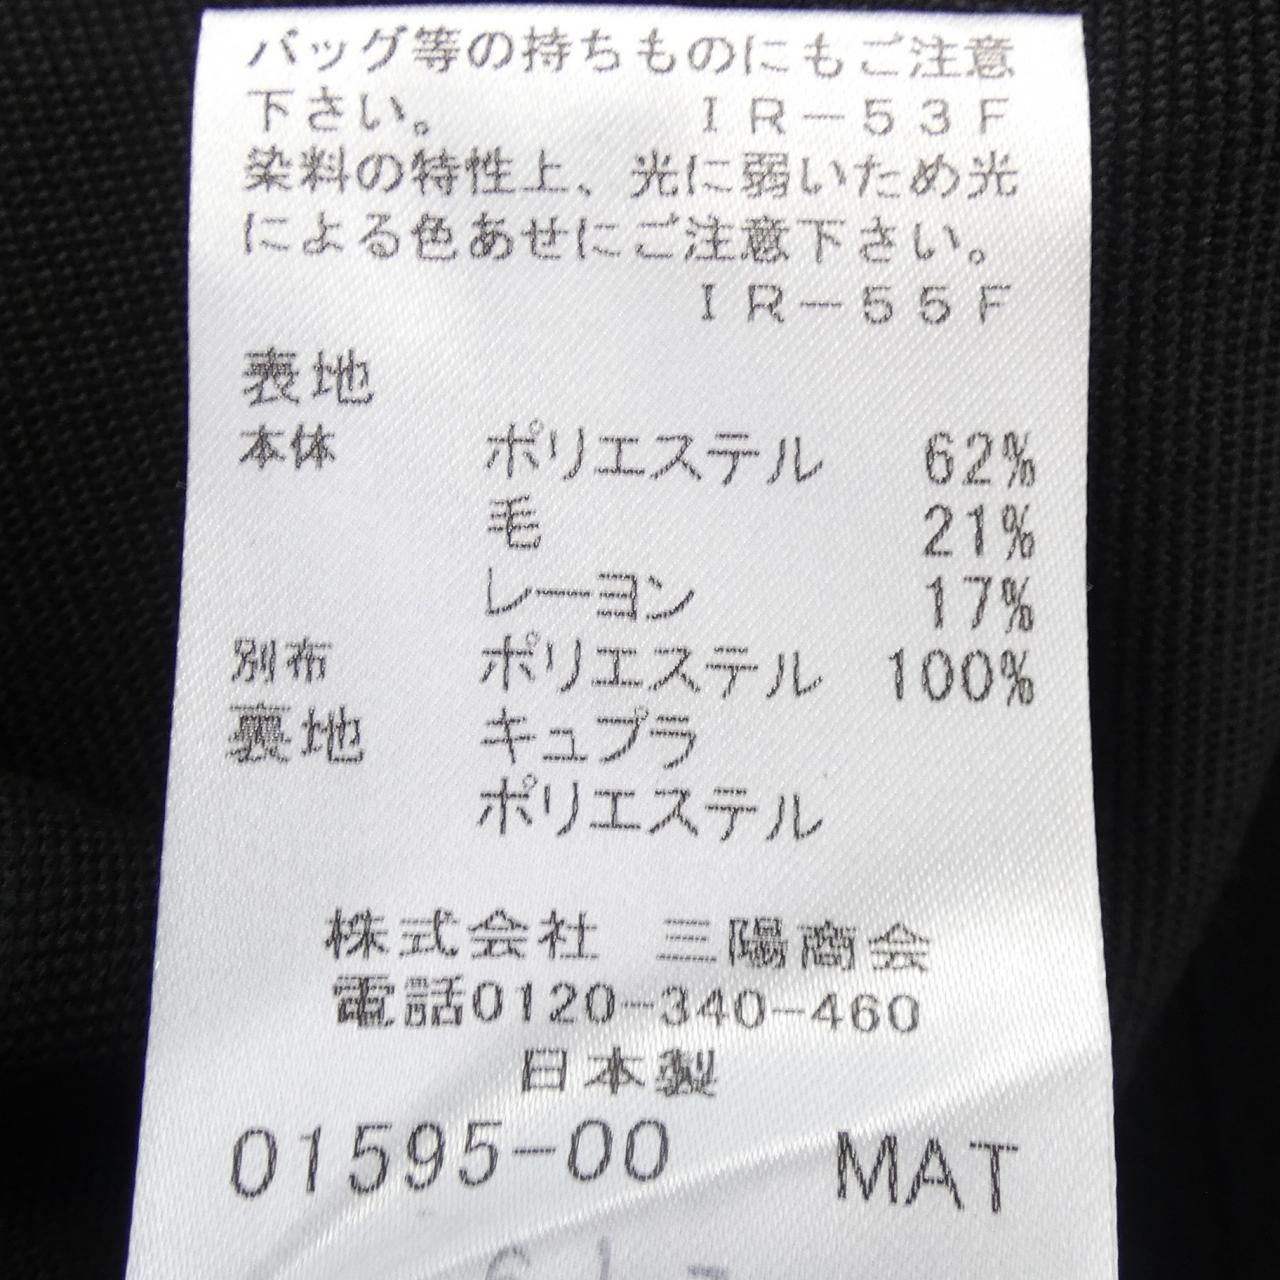 バッグ等の持ちものにもご注意
下さい。 IR-53F
染料の特性上、光に弱いため光
による色あせにご注意下さい。
IR-55F
表地
本体 ポリエステル 62%
毛 21%
レーヨン 17%
別布 ポリエステル 100%
裏地 キュプラ
ポリエステル
株式会社 三陽商会
電話0120-340-460
日本製
01595-00 MAT